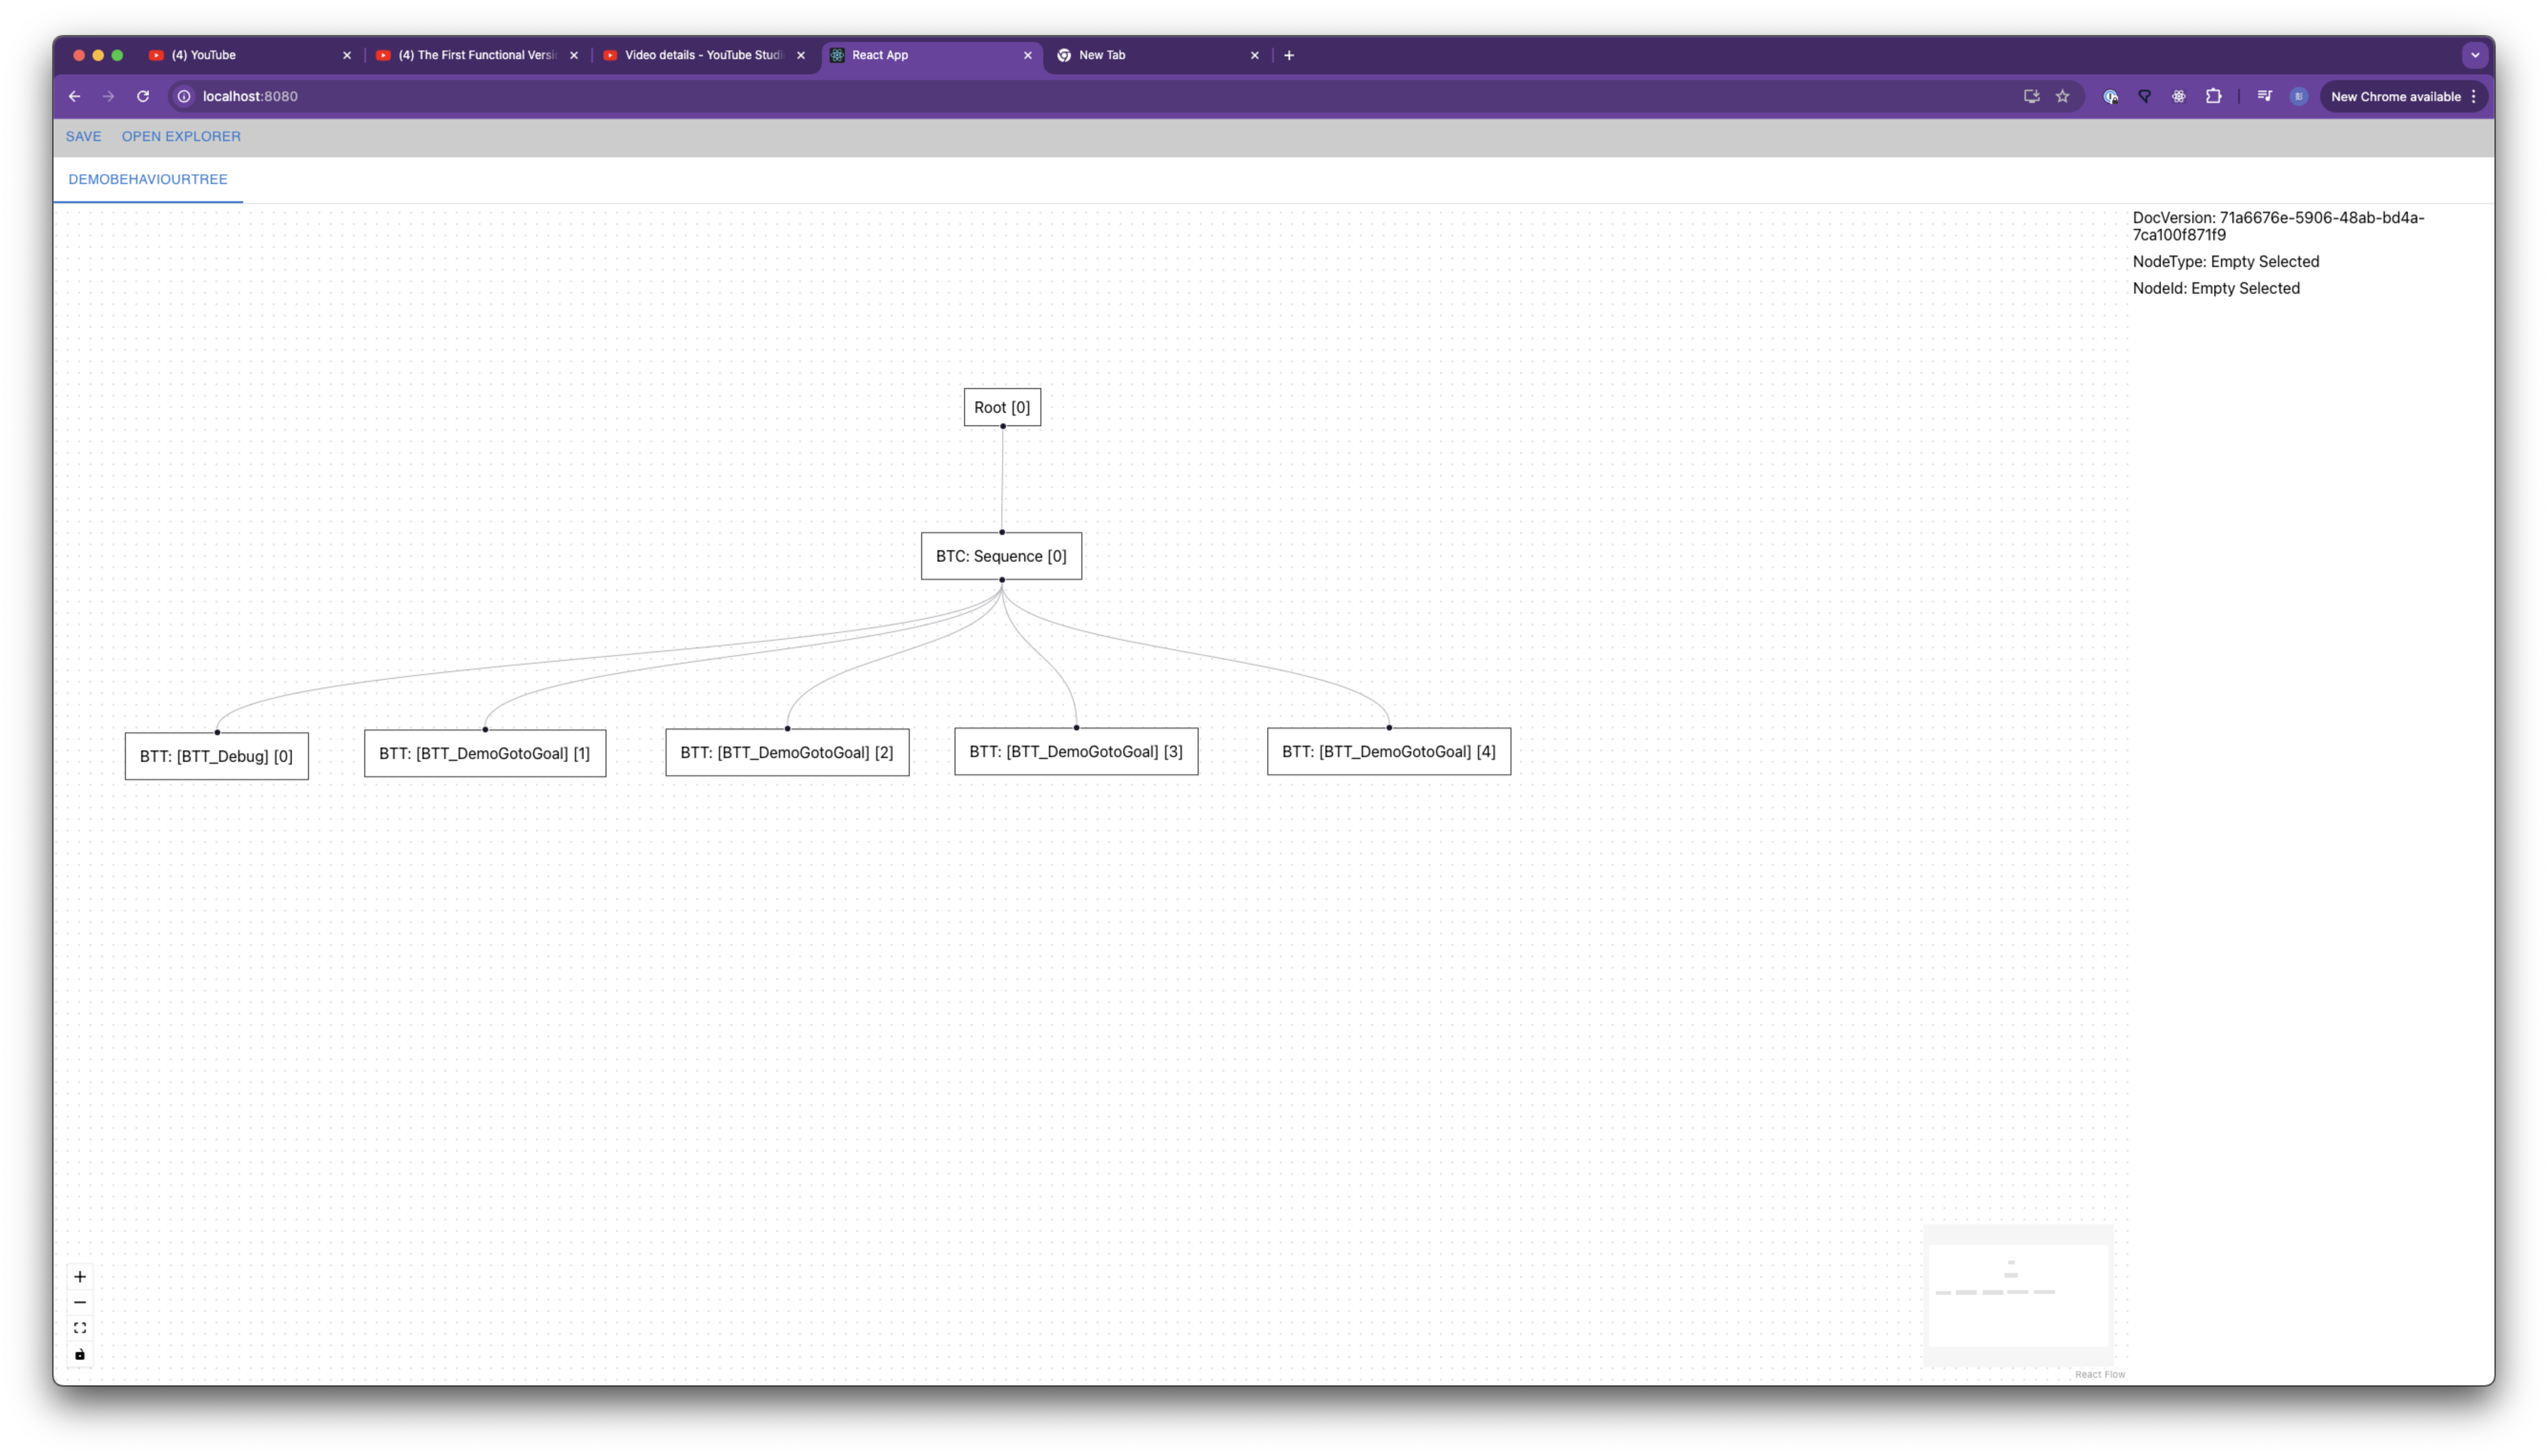 (4) YouTube
(4) The First Functional Versi
Video details - YouTube Studi
React App
New Tab
localhost:8080
New Chrome available
SAVE OPEN EXPLORER
DEMOBEHAVIOURTREE
DocVersion: 71a6676e-5906-48ab-bd4a-
7ca100f871f9
NodeType: Empty Selected
NodeId: Empty Selected
Root [0]
BTC: Sequence [0]
BTT: [BTT_Debug] [0]
BTT: [BTT_DemoGotoGoal] [1]
BTT: [BTT_DemoGotoGoal] [2]
BTT: [BTT_DemoGotoGoal] [3]
BTT: [BTT_DemoGotoGoal] [4]
React Flow